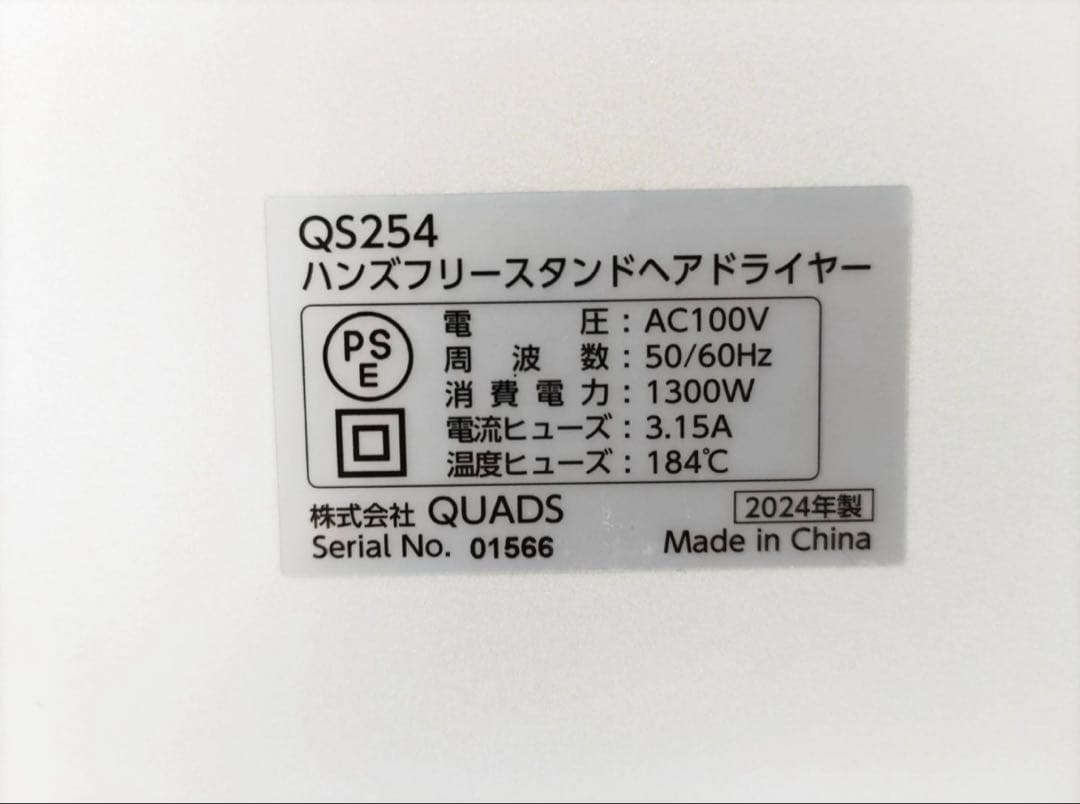 QS254
ハンズフリースタンドヘアドライヤー
PSE
電圧：AC100V
周波数：50/60Hz
消費電力：1300W
電流ヒューズ：3.15A
温度ヒューズ：184℃
株式会社 QUADS
2024年製
Serial No. 01566
Made in China